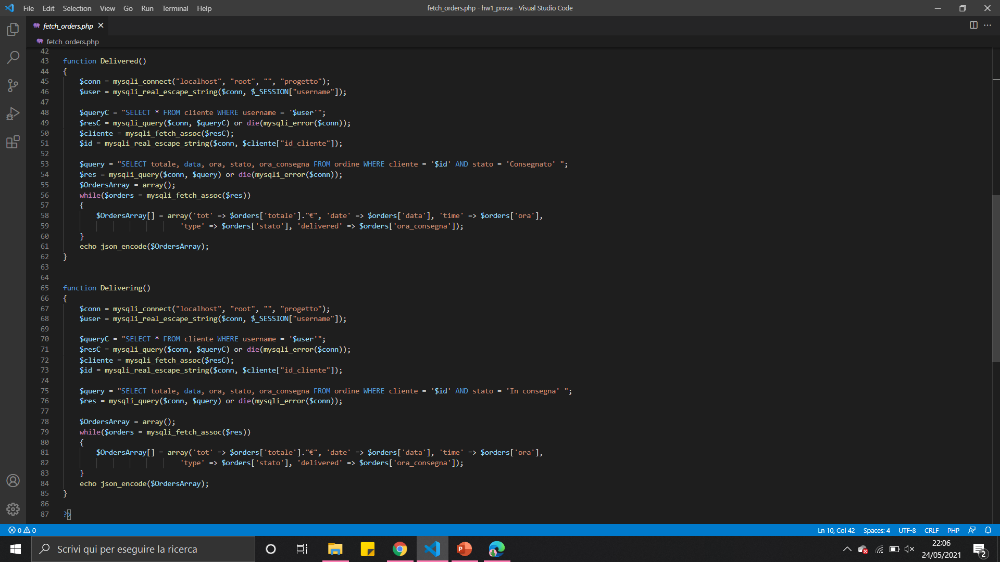 File Edit Selection View Go Run Terminal Help
fetch_orders.php - hw1_prova - Visual Studio Code
fetch_orders.php
fetch_orders.php
42
43 function Delivered()
44 {
45 $conn = mysqli_connect("localhost", "root", "", "progetto");
46 $user = mysqli_real_escape_string($conn, $_SESSION["username"]);
47
48 $queryC = "SELECT * FROM cliente WHERE username = '$user'";
49 $resC = mysqli_query($conn, $queryC) or die(mysqli_error($conn));
50 $cliente = mysqli_fetch_assoc($resC);
51 $id = mysqli_real_escape_string($conn, $cliente["id_cliente"]);
52
53 $query = "SELECT totale, data, ora, stato, ora_consegna FROM ordine WHERE cliente = '$id' AND stato = 'Consegnato' ";
54 $res = mysqli_query($conn, $query) or die(mysqli_error($conn));
55 $OrdersArray = array();
56 while($orders = mysqli_fetch_assoc($res))
57 {
58 $OrdersArray[] = array('tot' => $orders['totale']."€", 'date' => $orders['data'], 'time' => $orders['ora'],
59 'type' => $orders['stato'], 'delivered' => $orders['ora_consegna']);
60 }
61 echo json_encode($OrdersArray);
62 }
63
64
65 function Delivering()
66 {
67 $conn = mysqli_connect("localhost", "root", "", "progetto");
68 $user = mysqli_real_escape_string($conn, $_SESSION["username"]);
69
70 $queryC = "SELECT * FROM cliente WHERE username = '$user'";
71 $resC = mysqli_query($conn, $queryC) or die(mysqli_error($conn));
72 $cliente = mysqli_fetch_assoc($resC);
73 $id = mysqli_real_escape_string($conn, $cliente["id_cliente"]);
74
75 $query = "SELECT totale, data, ora, stato, ora_consegna FROM ordine WHERE cliente = '$id' AND stato = 'In consegna' ";
76 $res = mysqli_query($conn, $query) or die(mysqli_error($conn));
77
78 $OrdersArray = array();
79 while($orders = mysqli_fetch_assoc($res))
80 {
81 $OrdersArray[] = array('tot' => $orders['totale']."€", 'date' => $orders['data'], 'time' => $orders['ora'],
82 'type' => $orders['stato'], 'delivered' => $orders['ora_consegna']);
83 }
84 echo json_encode($OrdersArray);
85 }
86
87 ?>
0 0
Ln 10, Col 42 Spaces: 4 UTF-8 CRLF PHP
Scrivi qui per eseguire la ricerca
P
22:06
24/05/2021
2